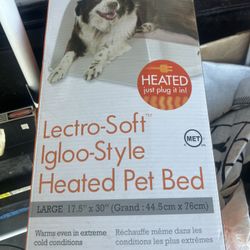 HEATED
just plug it in!
Lectro-Soft™
Igloo-Style
Heated Pet Bed
MET
LARGE 17.5" x 30" (Grand : 44.5cm x 76cm)
Warms even in extreme
cold conditions
Réchauffe même dans les
conditions les plus extrêmes